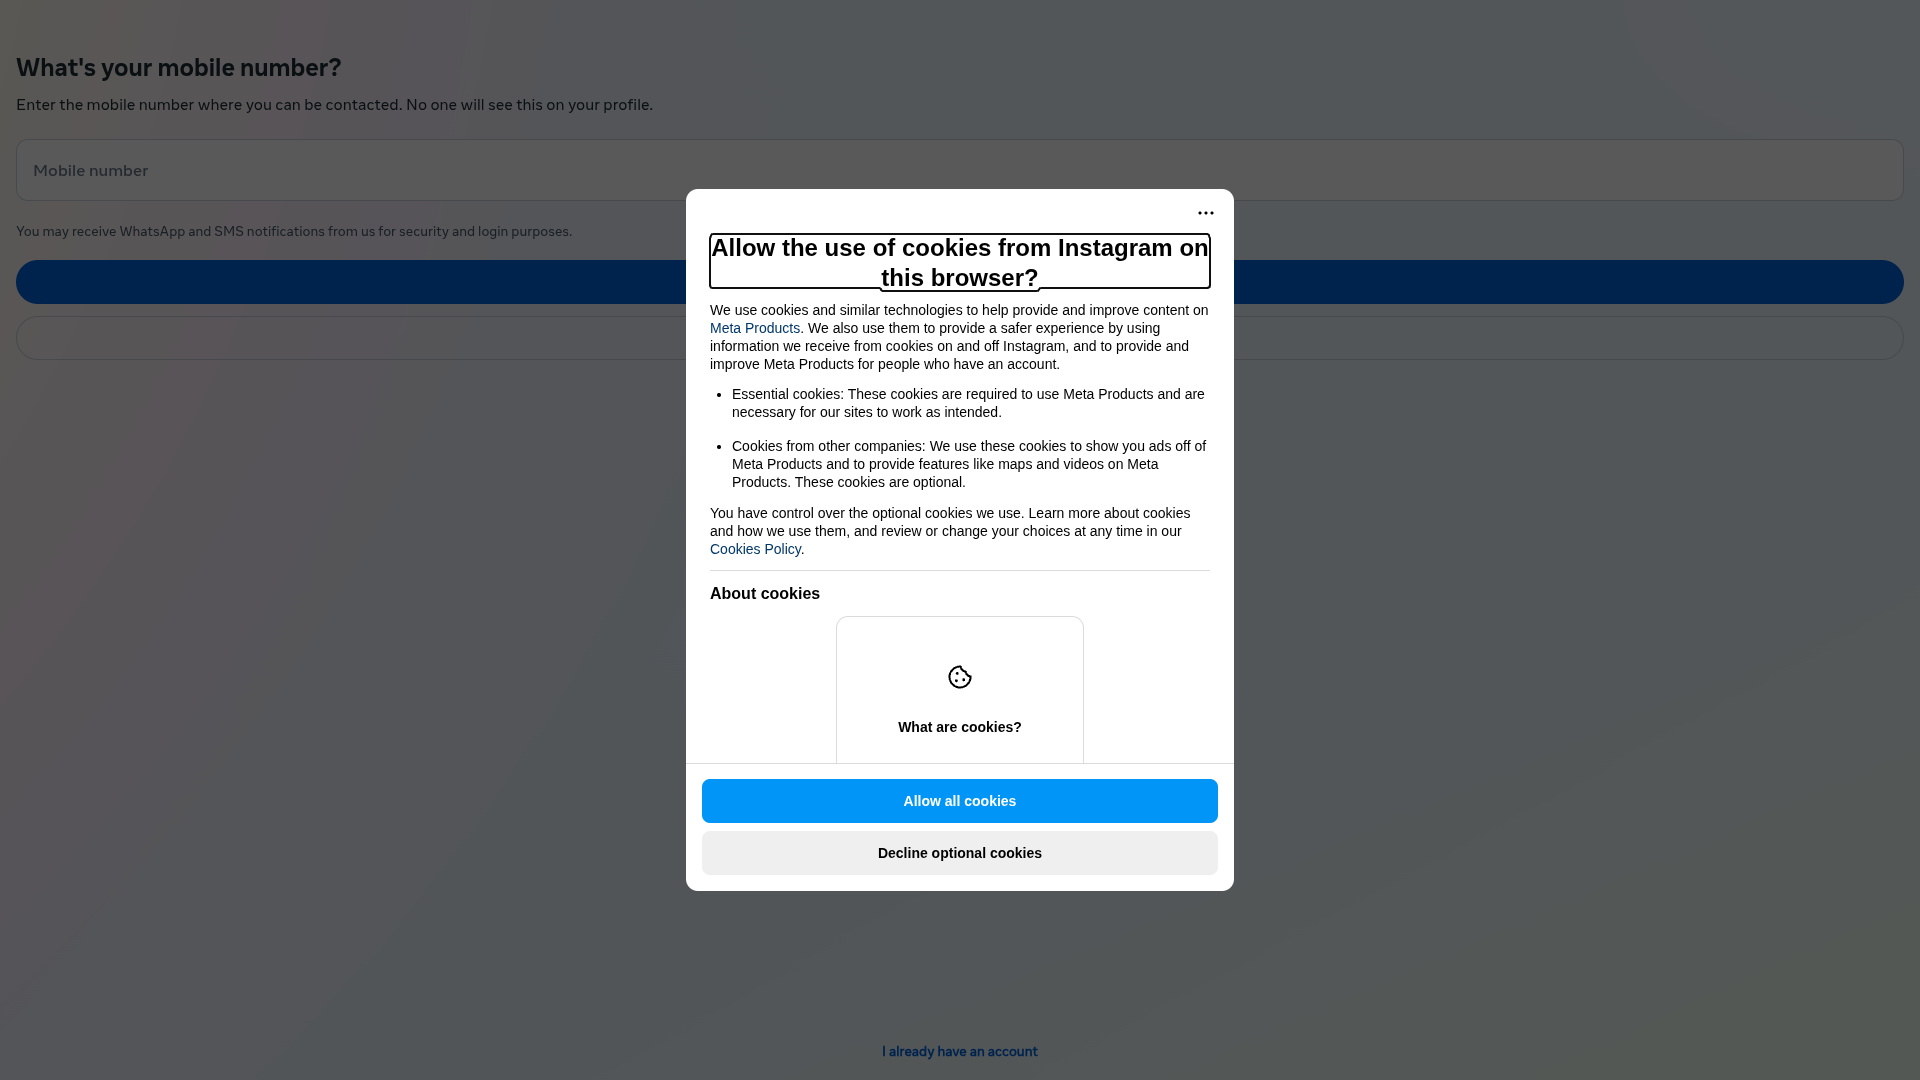 What's your mobile number?
Enter the mobile number where you can be contacted. No one will see this on your profile.
Mobile number
You may receive WhatsApp and SMS notifications from us for security and login purposes.
Allow the use of cookies from Instagram on
this browser?
We use cookies and similar technologies to help provide and improve content on
Meta Products. We also use them to provide a safer experience by using
information we receive from cookies on and off Instagram, and to provide and
improve Meta Products for people who have an account.
• Essential cookies: These cookies are required to use Meta Products and are
necessary for our sites to work as intended.
• Cookies from other companies: We use these cookies to show you ads off of
Meta Products and to provide features like maps and videos on Meta
Products. These cookies are optional.
You have control over the optional cookies we use. Learn more about cookies
and how we use them, and review or change your choices at any time in our
Cookies Policy.
About cookies
What are cookies?
Allow all cookies
Decline optional cookies
I already have an account